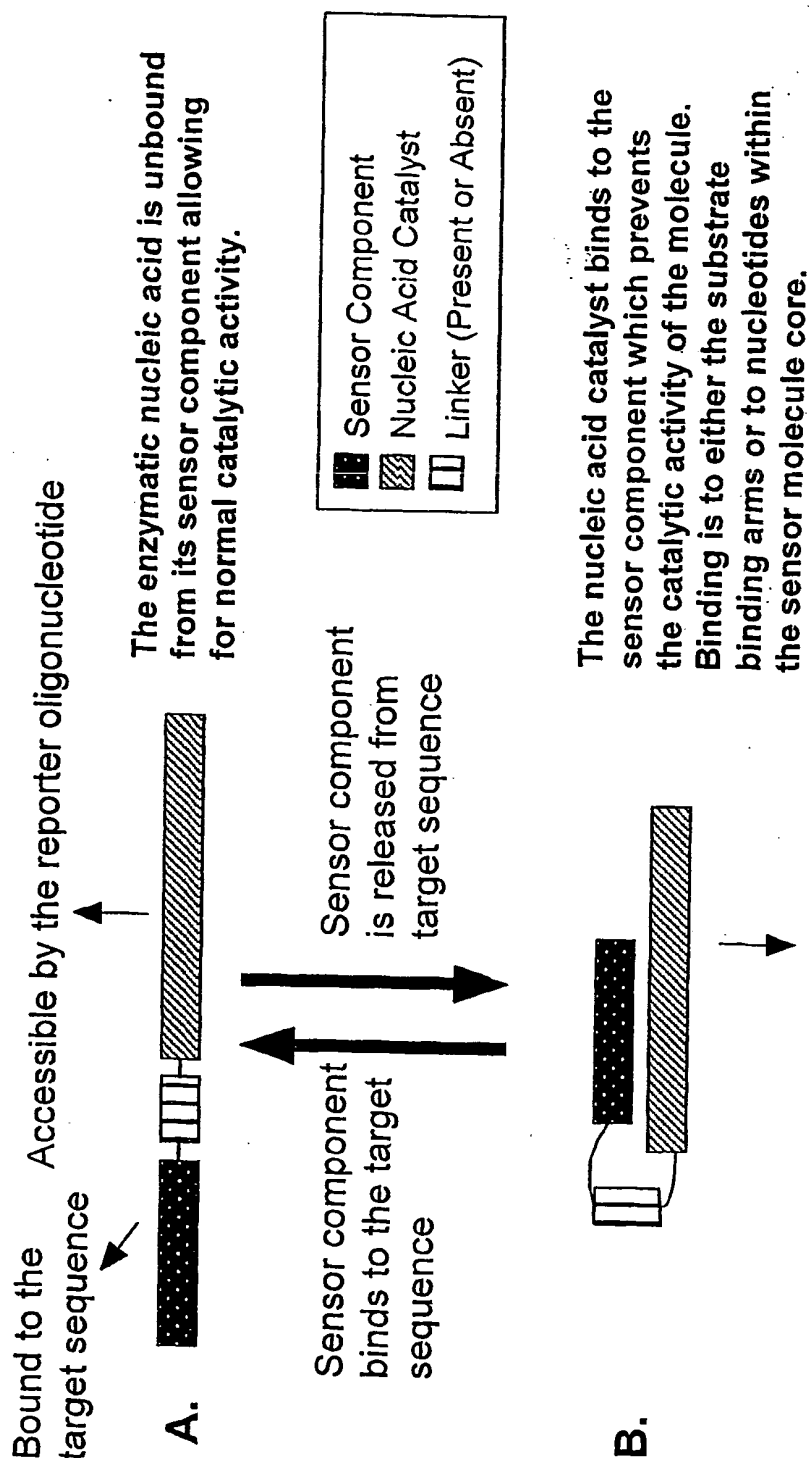 Bound to the
target sequence
Accessible by the reporter oligonucleotide
A.
The enzymatic nucleic acid is unbound
from its sensor component allowing
for normal catalytic activity.
Sensor component
binds to the target
sequence
Sensor component
is released from
target sequence
Sensor Component
Nucleic Acid Catalyst
Linker (Present or Absent)
B.
The nucleic acid catalyst binds to the
sensor component which prevents
the catalytic activity of the molecule.
Binding is to either the substrate
binding arms or to nucleotides within
the sensor molecule core.